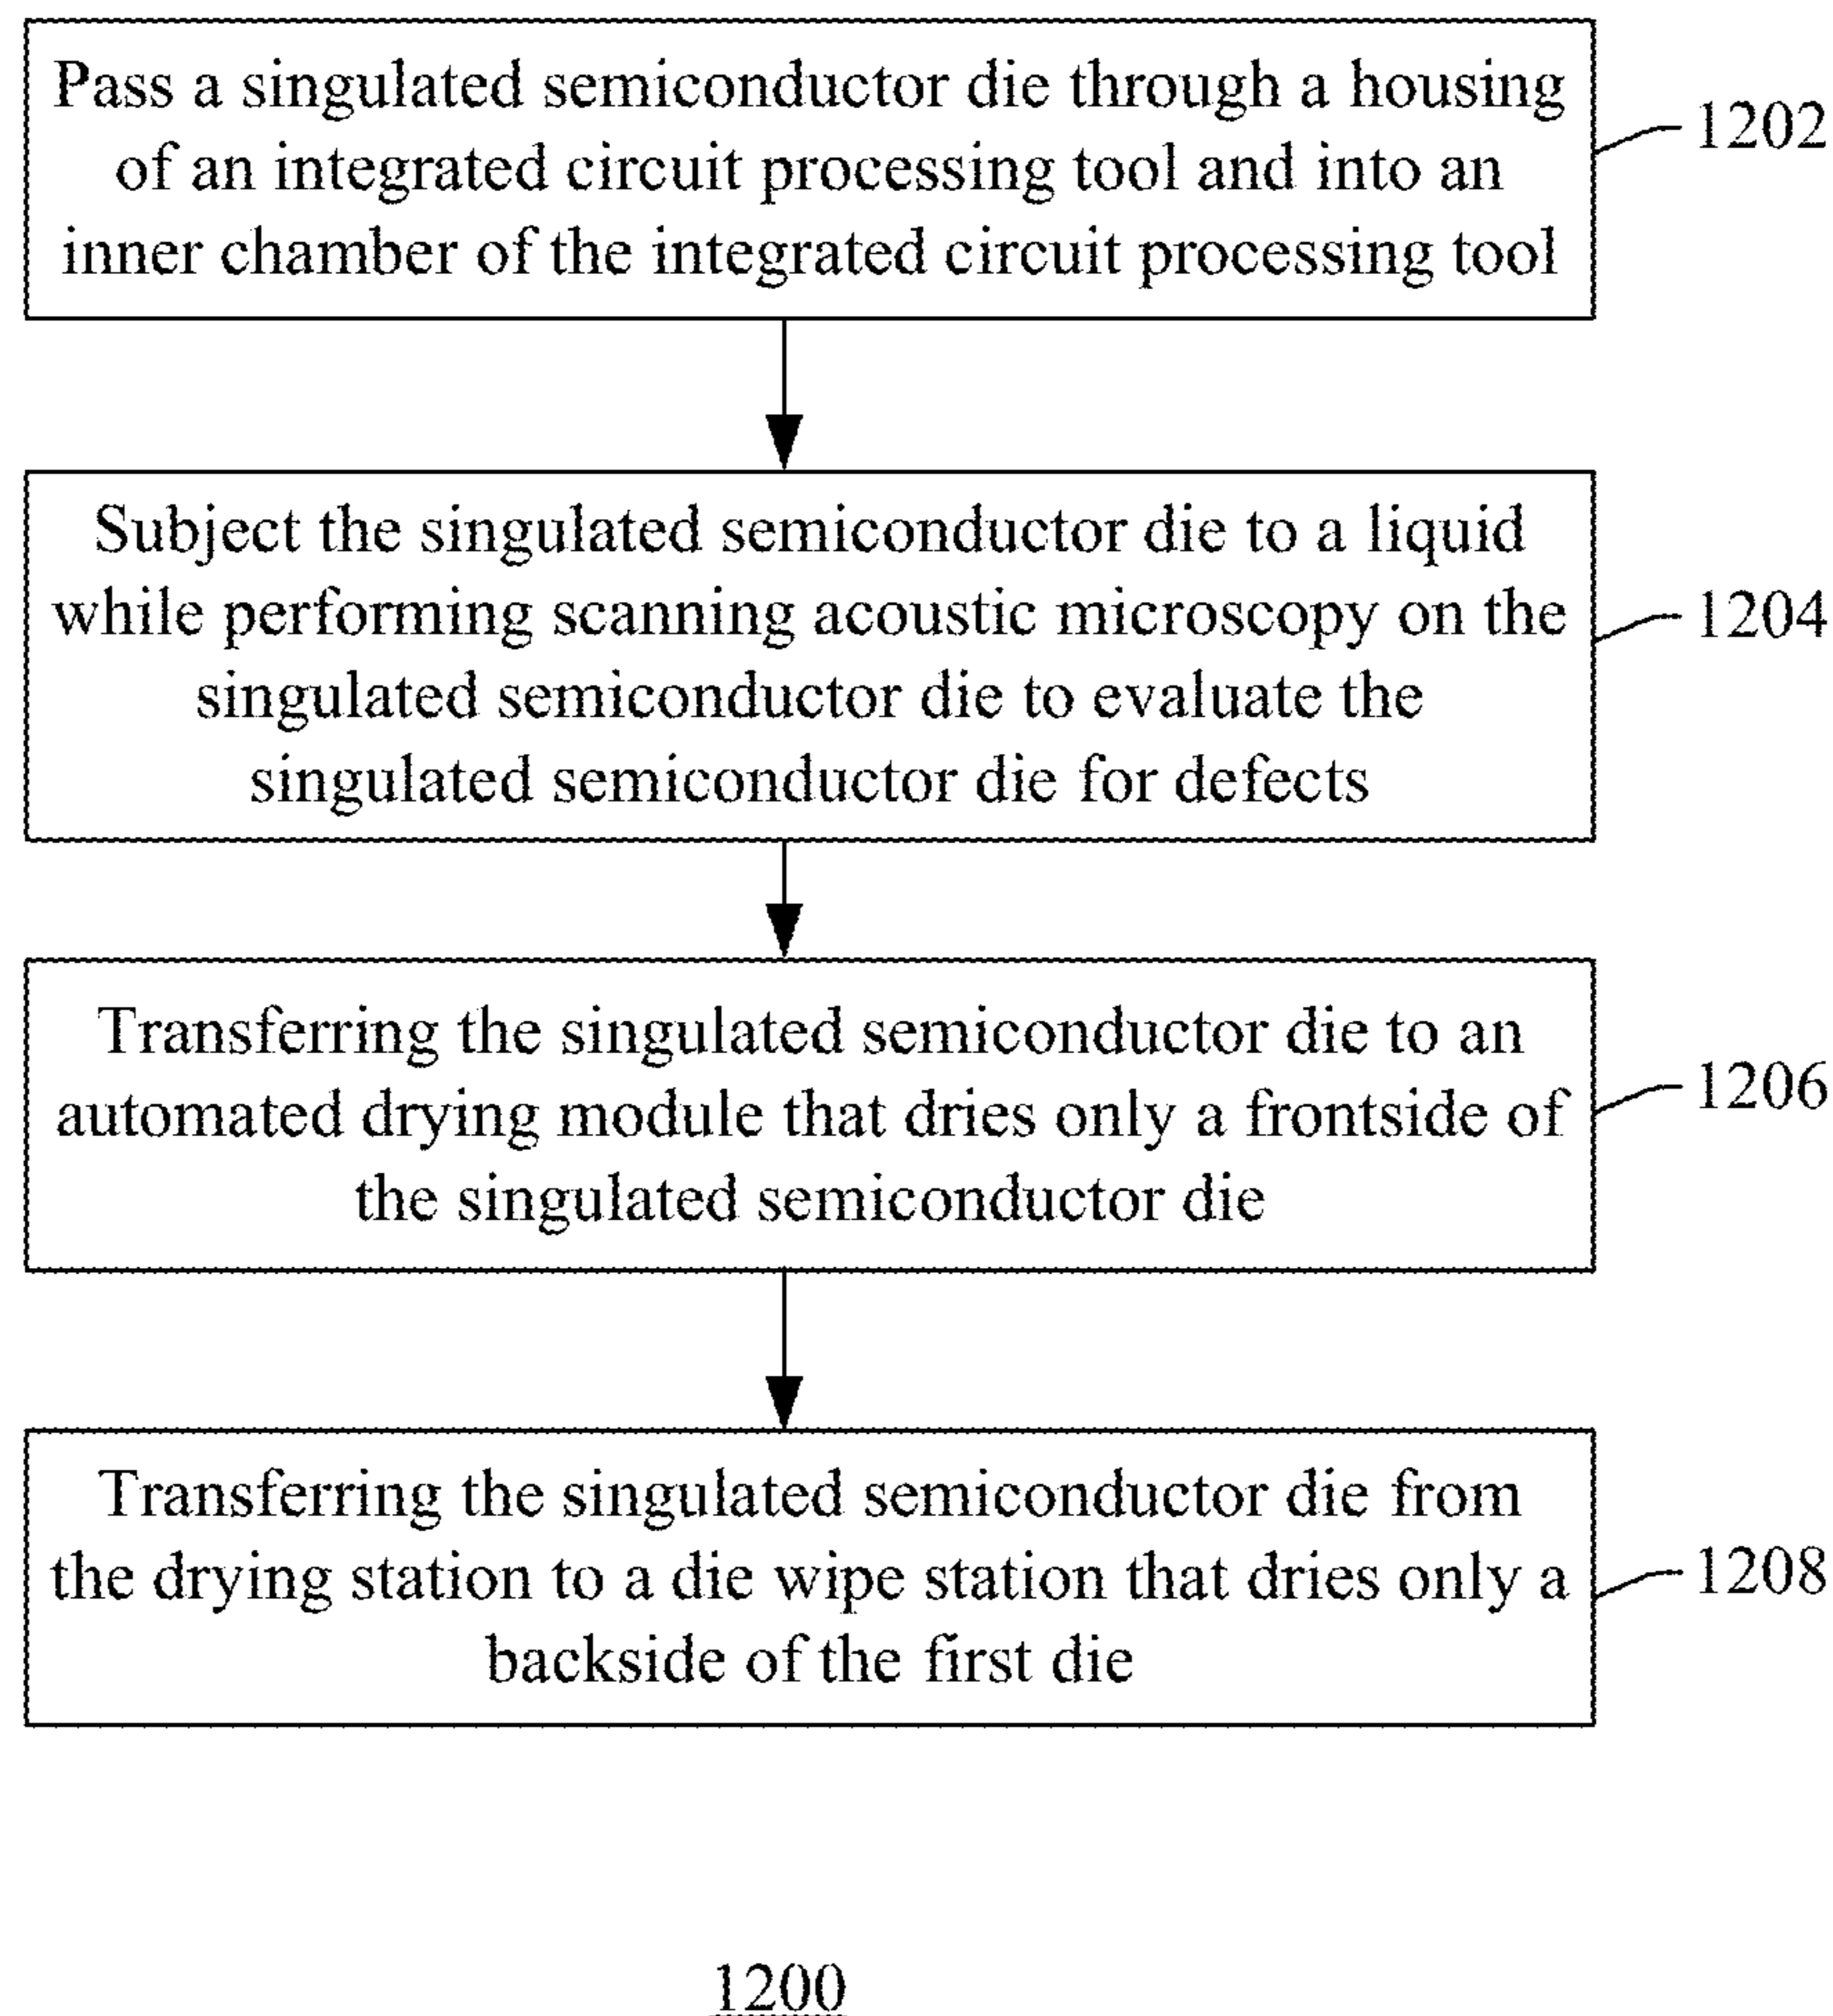 Pass a singulated semiconductor die through a housing
of an integrated circuit processing tool and into an
inner chamber of the integrated circuit processing tool
1202
Subject the singulated semiconductor die to a liquid
while performing scanning acoustic microscopy on the
singulated semiconductor die to evaluate the
singulated semiconductor die for defects
1204
Transferring the singulated semiconductor die to an
automated drying module that dries only a frontside of
the singulated semiconductor die
1206
Transferring the singulated semiconductor die from
the drying station to a die wipe station that dries only a
backside of the first die
1208
1200